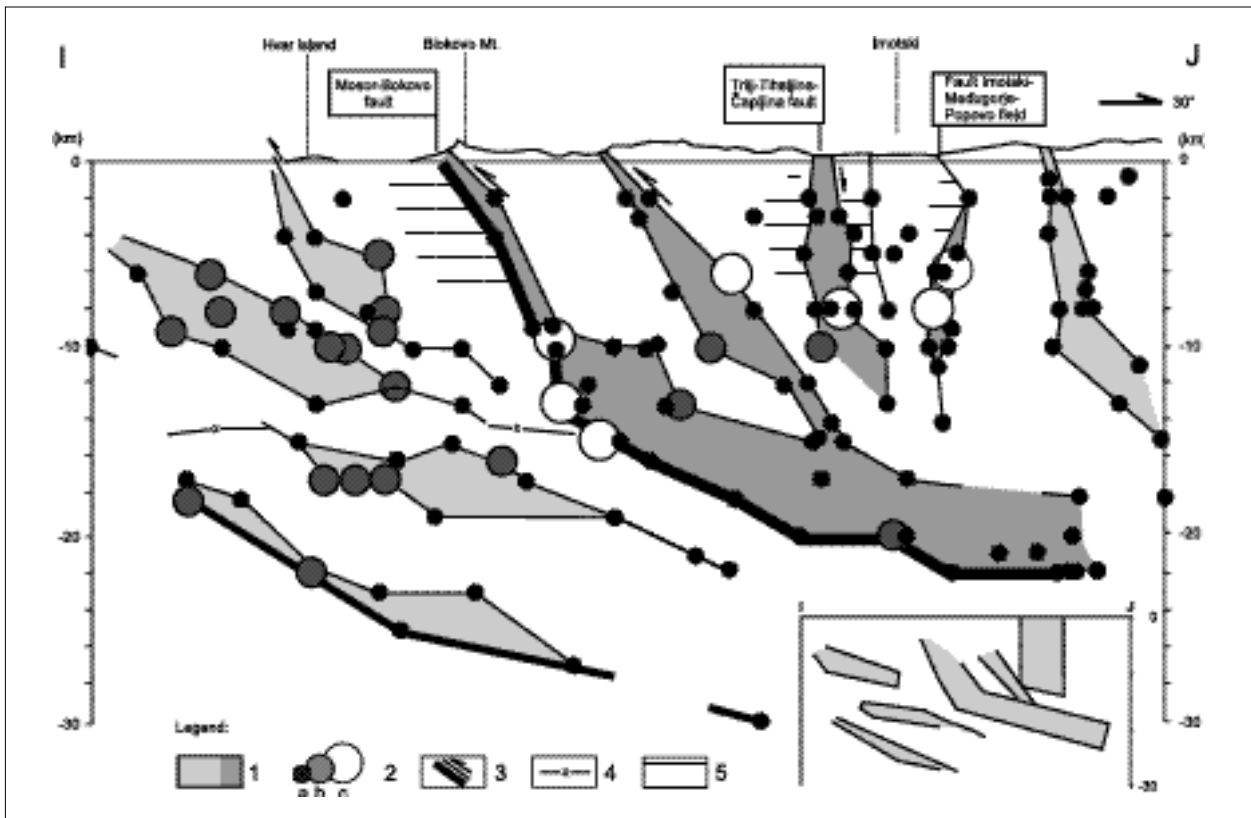 I
Hvar Island
Biokovo Mt.
Imotski
J
Mosor-Biokovo
fault
Trilj-Tihaljina-
Čapljina fault
Fault Imotski-
Međugorje-
Popovo
30°
(km)
(km)
0
0
-10
-10
-20
-20
-30
-30
Legend:
1
2
3
4
5
a b c
I
J
0
-30